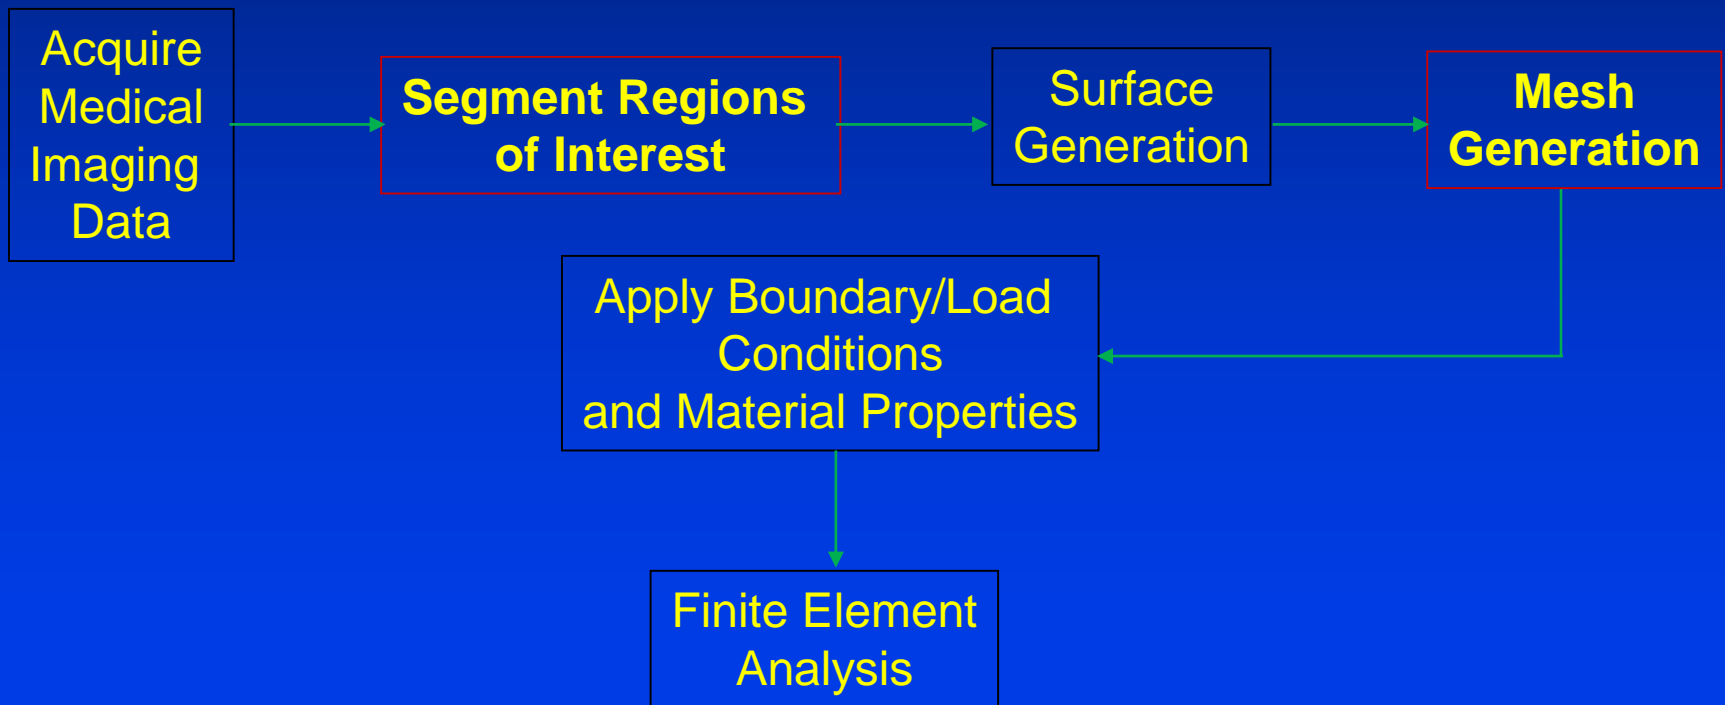 Acquire
Medical
Imaging
Data
Segment Regions
of Interest
Surface
Generation
Mesh
Generation
Apply Boundary/Load
Conditions
and Material Properties
Finite Element
Analysis